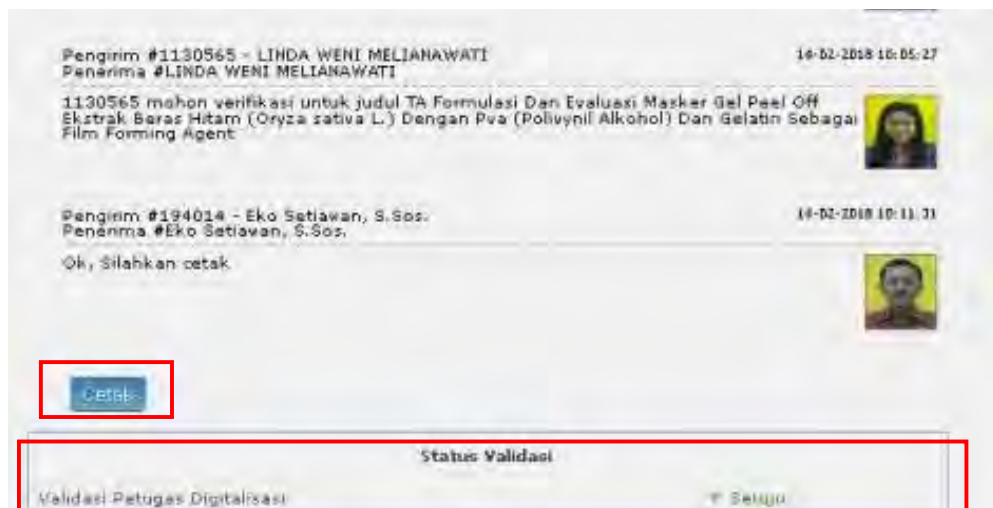 Pengirim #1130565 - LINDA WENI MELIANAWATI
14-02-2018 10:05:27
Penerima #LINDA WENI MELIANAWATI
1130565 mohon verifikasi untuk judul TA Formulasi Dan Evaluasi Masker Gel Peel Off
Ekstrak Beras Hitam (Oryza sativa L.) Dengan Pva (Polivynil Alkohol) Dan Gelatin Sebagai
Film Forming Agent
Pengirim #194014 - Eko Setiawan, S.Sos.
14-02-2018 10:11:31
Penerima #Eko Setiawan, S.Sos.
Ok, Silahkan cetak
Cetak
Status Validasi
Validasi Petugas Digitalisasi
Setuju